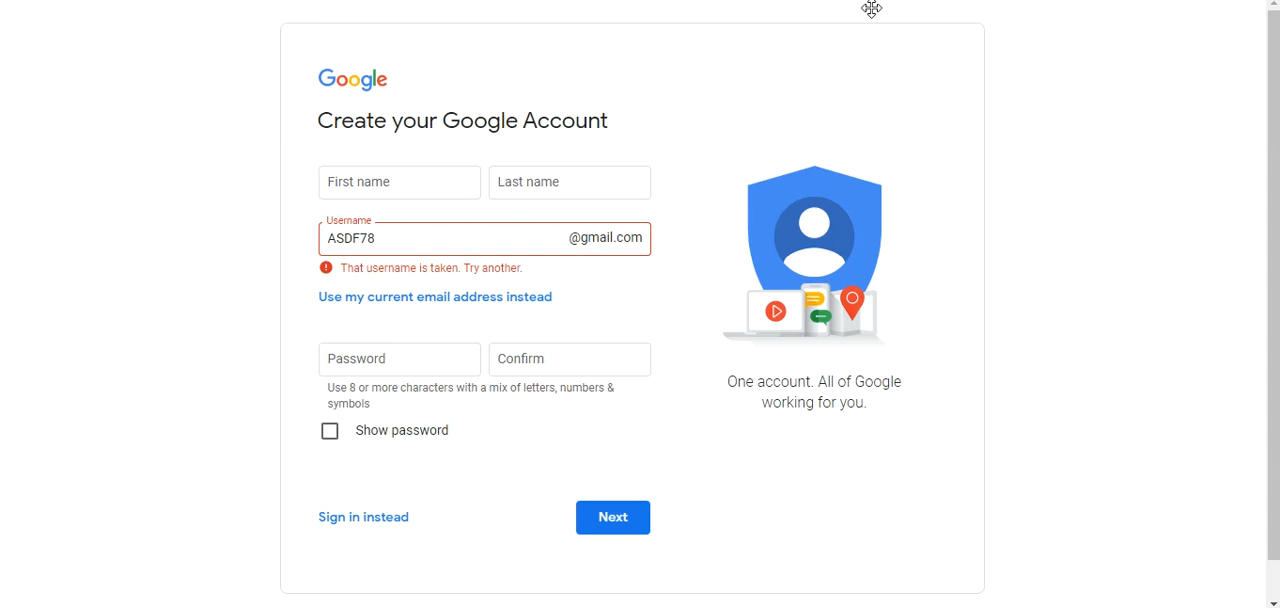 Google
Create your Google Account
First name
Last name
Username
ASDF78
@gmail.com
That username is taken. Try another.
Use my current email address instead
Password
Confirm
Use 8 or more characters with a mix of letters, numbers &
symbols
Show password
Sign in instead
Next
One account. All of Google
working for you.